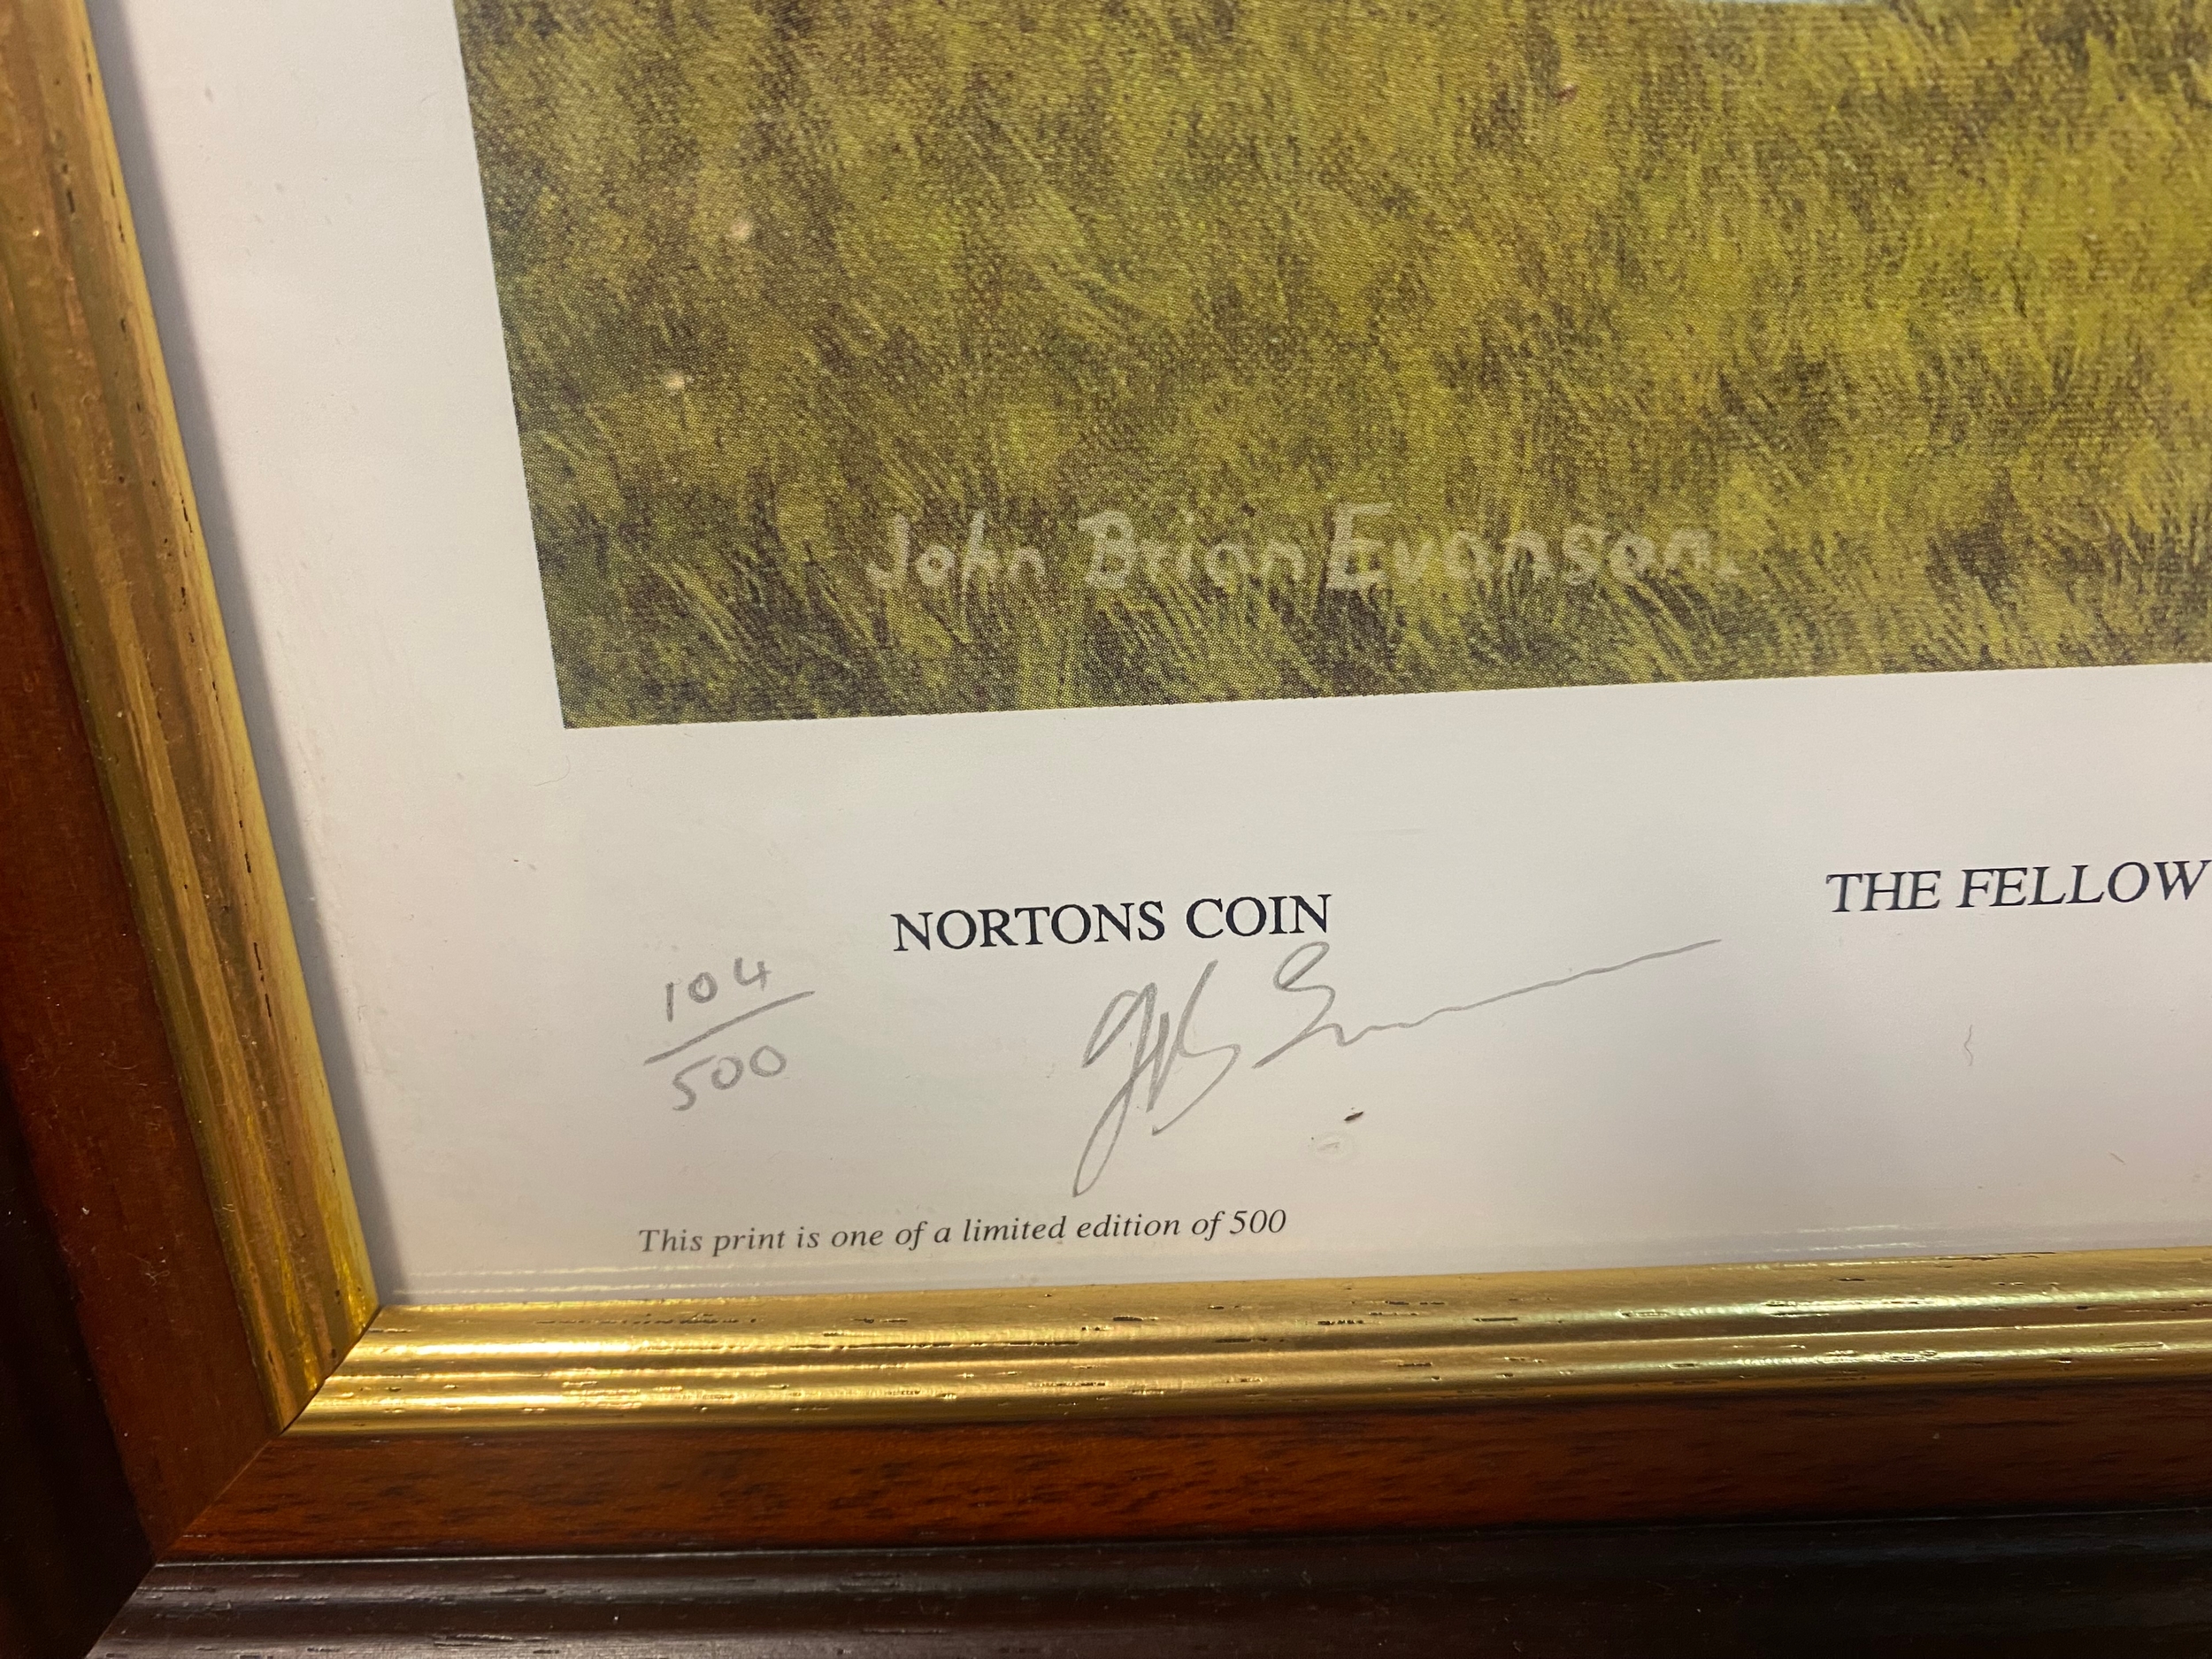 John Brian Evanson.
NORTONS COIN
THE FELLOW
104
500
This print is one of a limited edition of 500